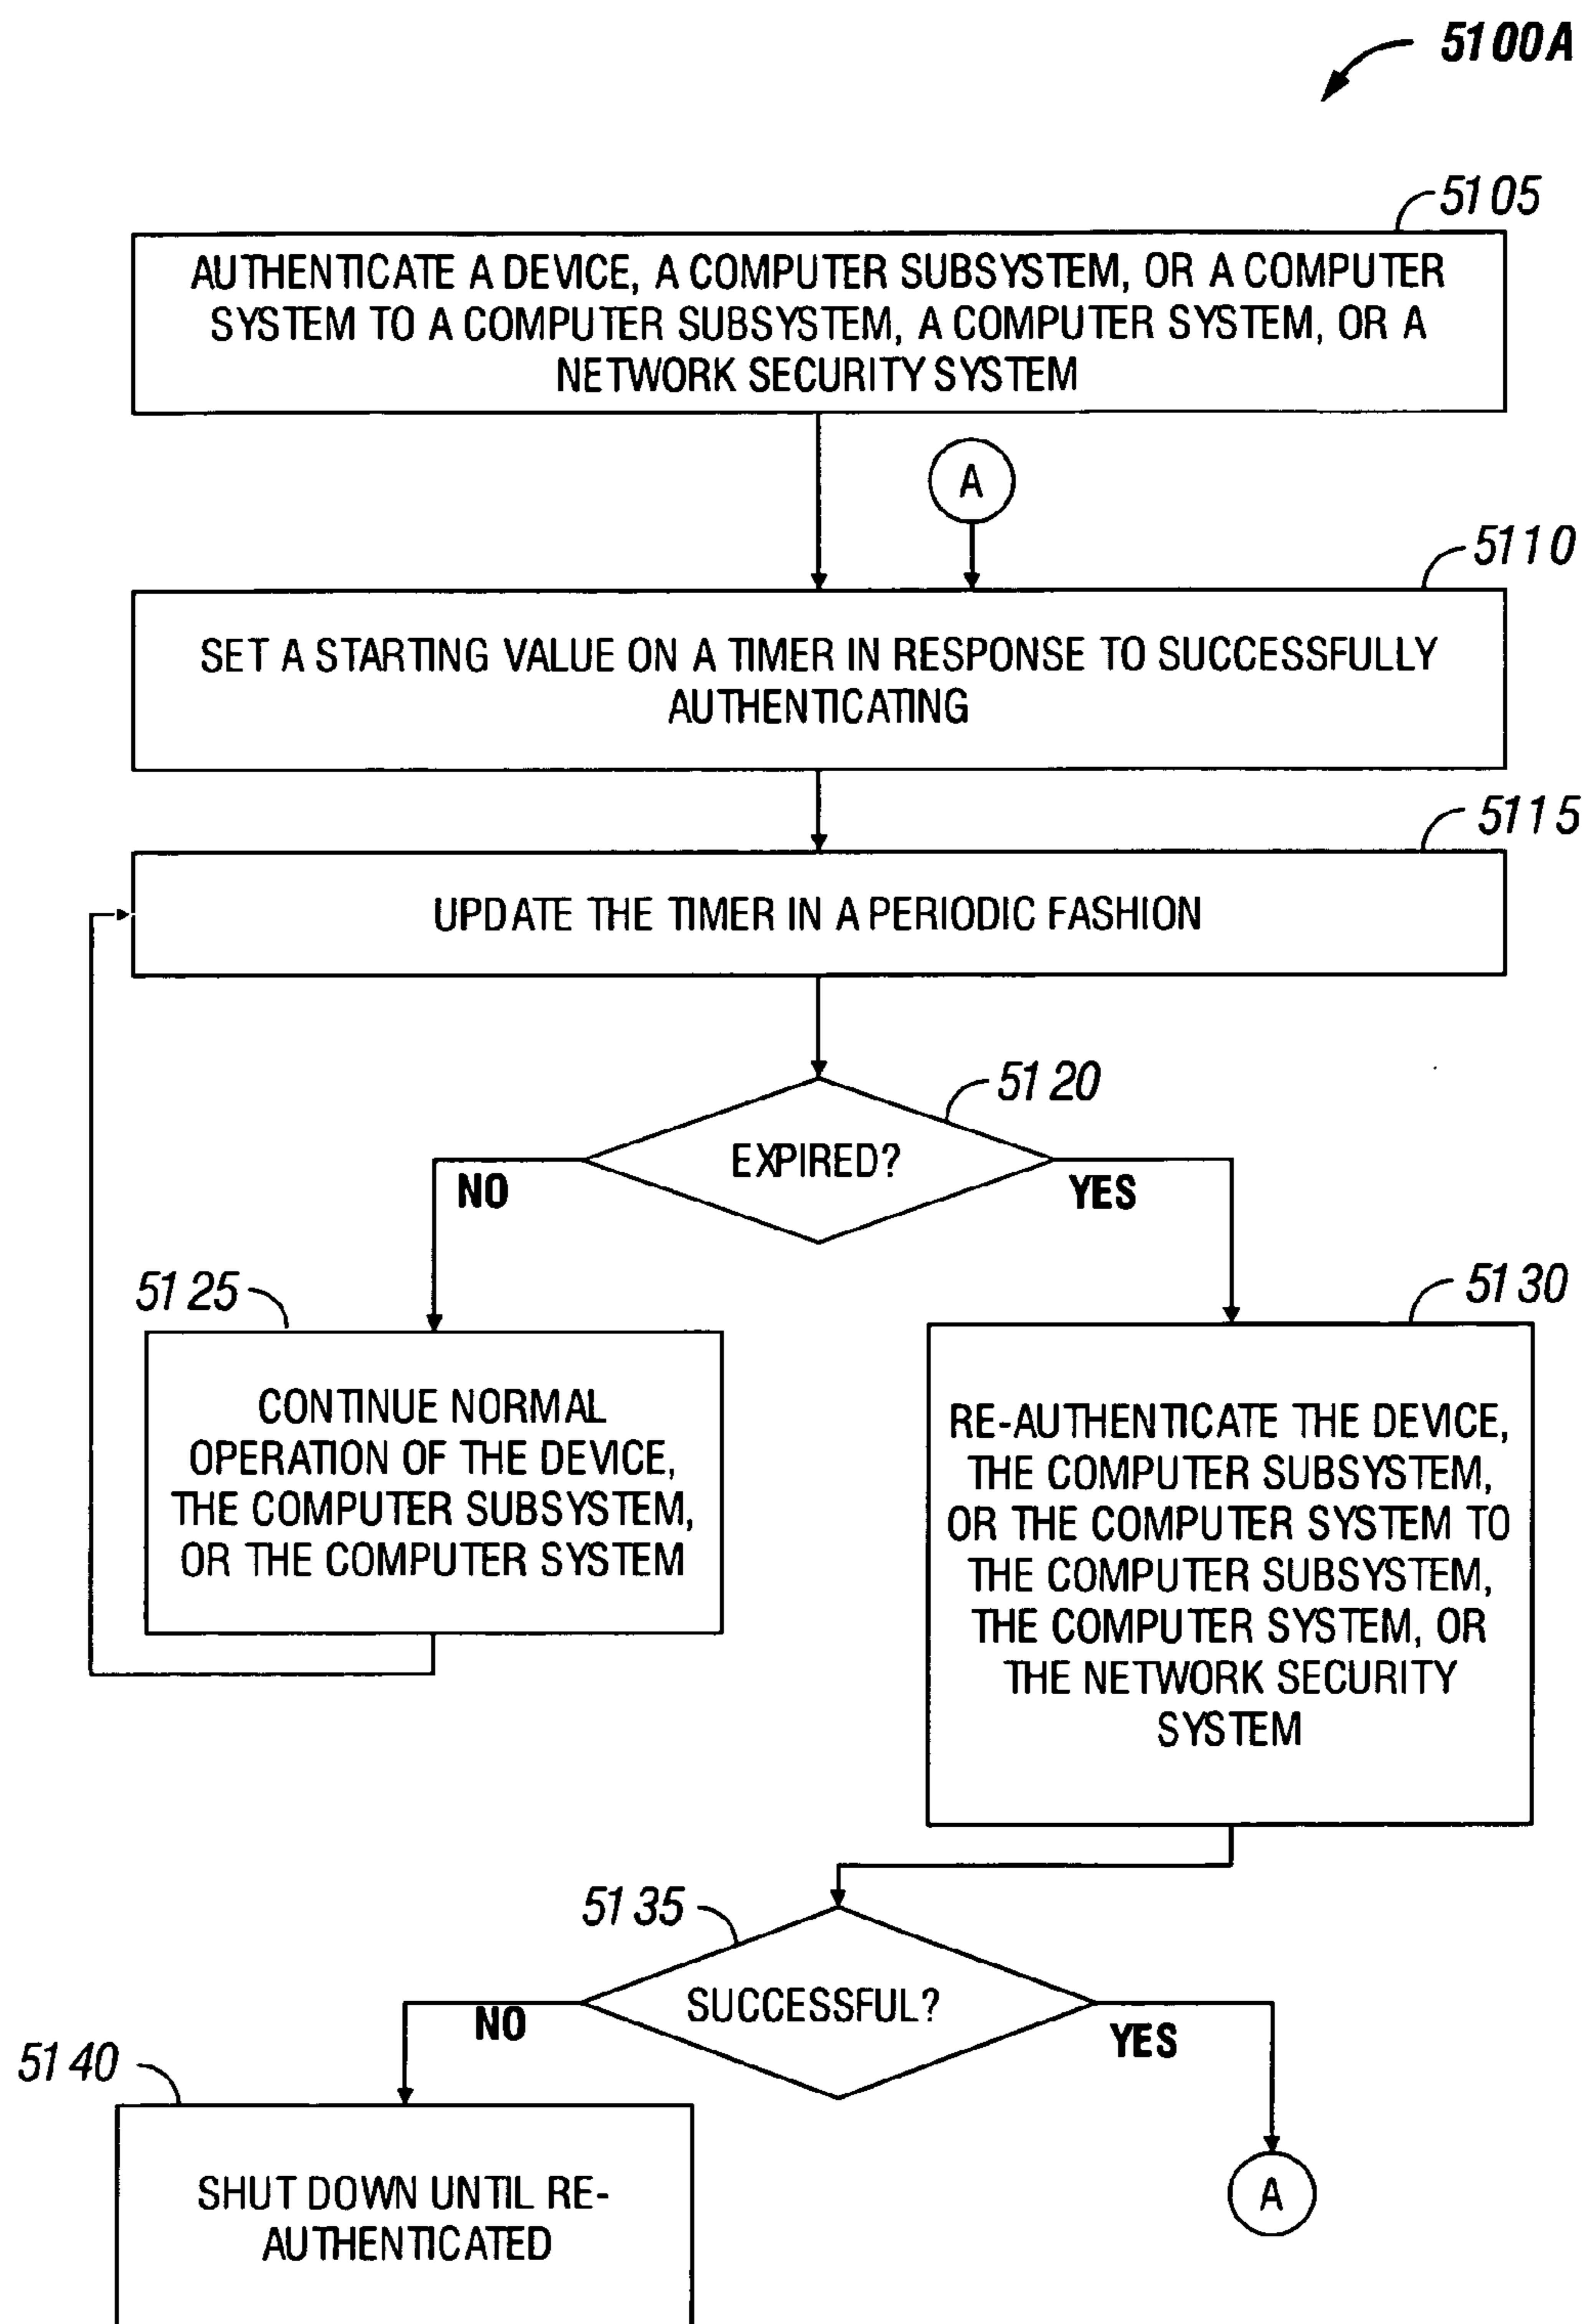 5100A
5105
AUTHENTICATE A DEVICE, A COMPUTER SUBSYSTEM, OR A COMPUTER
SYSTEM TO A COMPUTER SUBSYSTEM, A COMPUTER SYSTEM, OR A
NETWORK SECURITY SYSTEM
A
5110
SET A STARTING VALUE ON A TIMER IN RESPONSE TO SUCCESSFULLY
AUTHENTICATING
5115
UPDATE THE TIMER IN A PERIODIC FASHION
5120
EXPIRED?
NO
YES
5125
CONTINUE NORMAL
OPERATION OF THE DEVICE,
THE COMPUTER SUBSYSTEM,
OR THE COMPUTER SYSTEM
5130
RE-AUTHENTICATE THE DEVICE,
THE COMPUTER SUBSYSTEM,
OR THE COMPUTER SYSTEM TO
THE COMPUTER SUBSYSTEM,
THE COMPUTER SYSTEM, OR
THE NETWORK SECURITY
SYSTEM
5135
SUCCESSFUL?
NO
YES
5140
SHUT DOWN UNTIL RE-
AUTHENTICATED
A